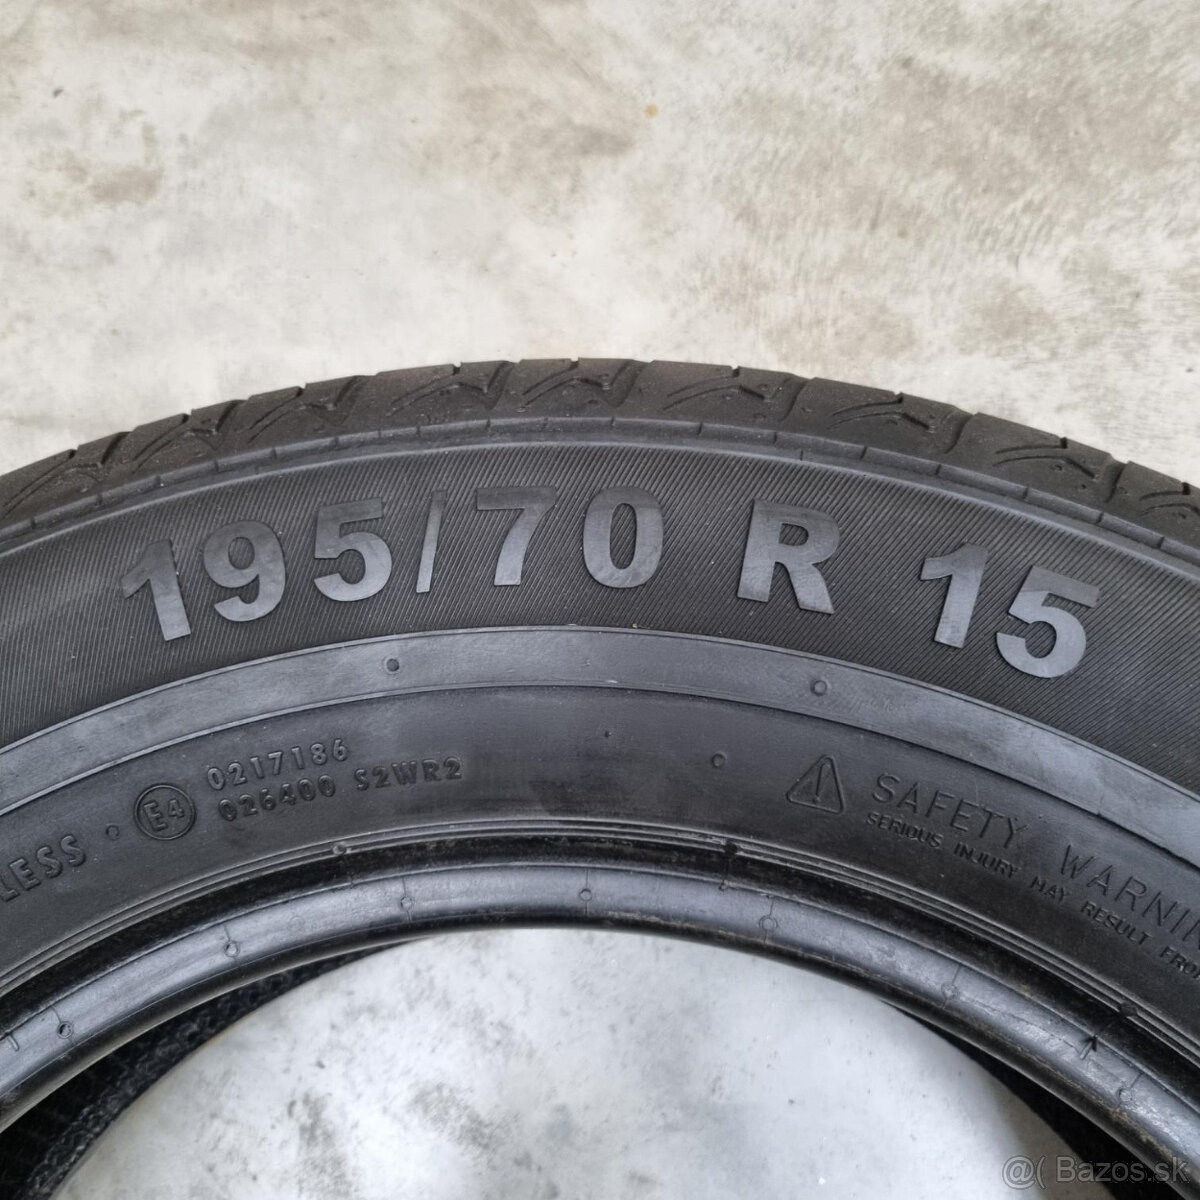 195/70 R 15
LESS
E4
0217186
026400 S2WR2
SAFETY WARNIN
SERIOUS INJURY MAY RESULT FRO
@( Bazos.sk